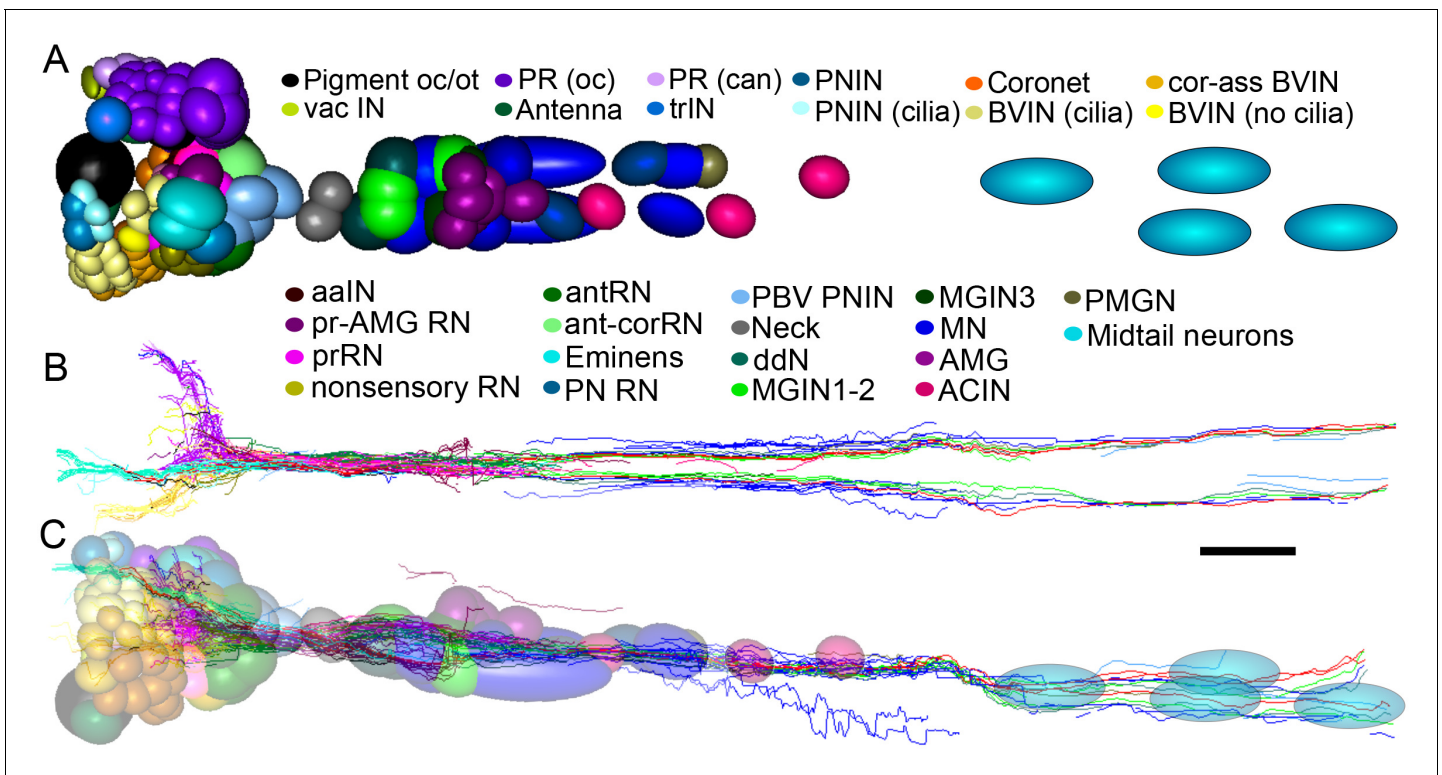 A
Pigment oc/ot PR (oc) PR (can) PNIN Coronet cor-ass BVIN
vac IN Antenna trIN PNIN (cilia) BVIN (cilia) BVIN (no cilia)
aaIN antRN PBV PNIN MGIN3 PMGN
pr-AMG RN ant-corRN Neck MN Midtail neurons
prRN Eminens ddN AMG
nonsensory RN PN RN MGIN1-2 ACIN
B
C